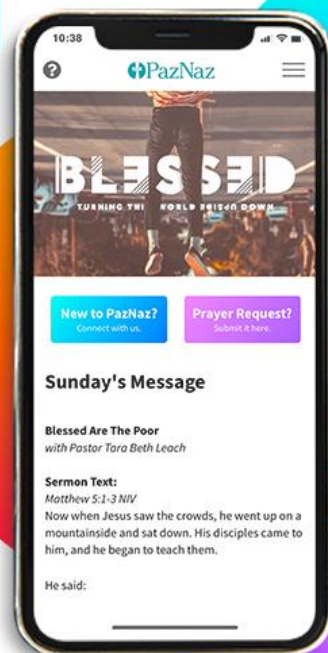 10:38
PazNaz
BLESSED
TURNING THE WORLD UPSIDE DOWN
New to PazNaz?
Connect with us.
Prayer Request?
Submit it here.
Sunday's Message
Blessed Are The Poor
with Pastor Tara Beth Leach
Sermon Text:
Matthew 5:1-3 NIV
Now when Jesus saw the crowds, he went up on a
mountainside and sat down. His disciples came to
him, and he began to teach them.
He said: